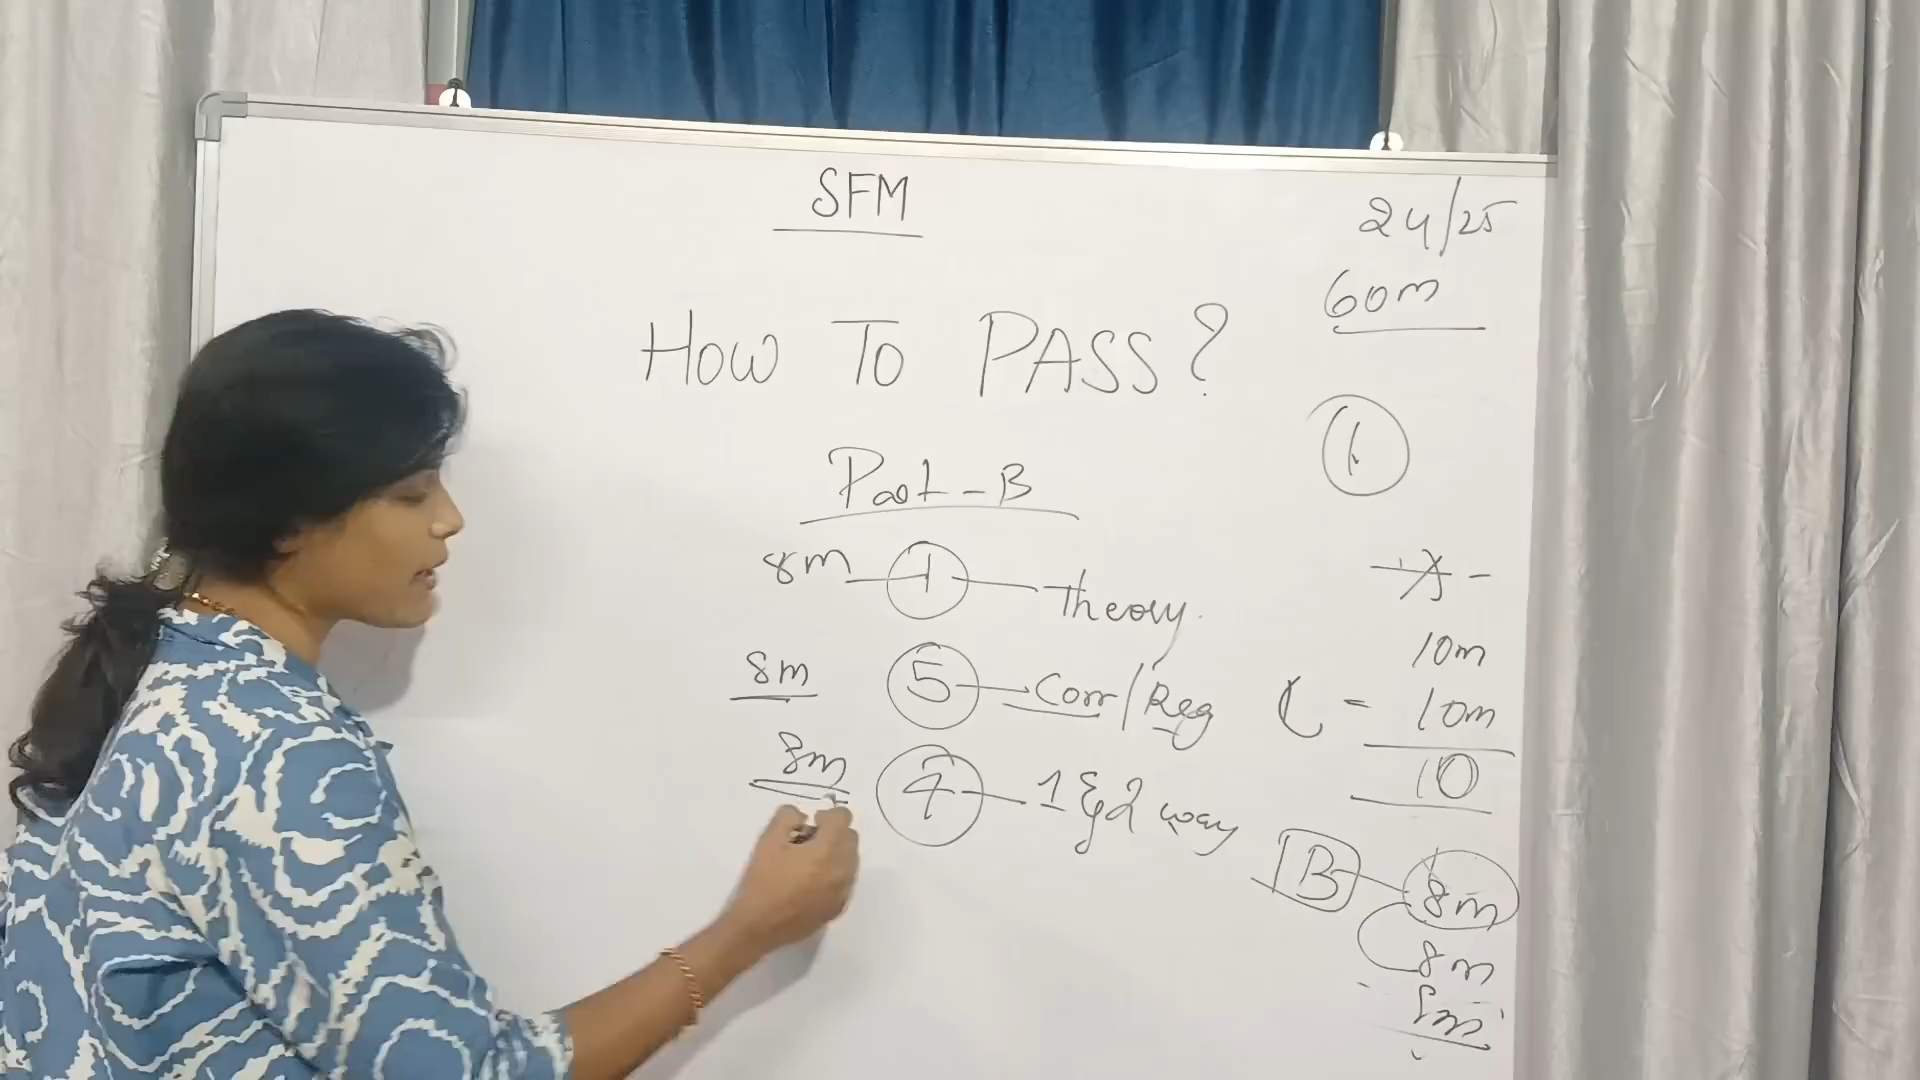 SFM
24/25
60m
HOW TO PASS?
1
Part-B
8m 1 Theory.
10m
8m 5 Corr/Reg
10m
8m 4 1 & 2 way
10
B 8m
8m
8m